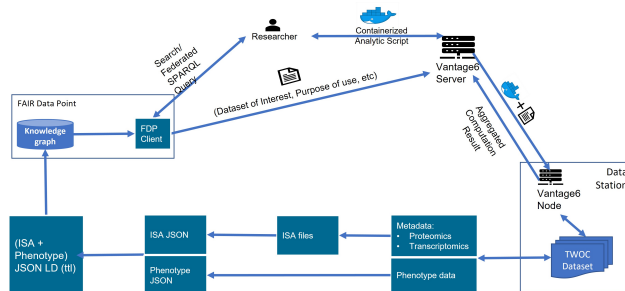 Researcher
Containerized
Analytic Script
Vantage6
Server
Search/
Federated
SPARQL
Query
(Dataset of Interest, Purpose of use, etc)
+
Aggregated
Computation
Result
FAIR Data Point
Knowledge
graph
FDP
Client
Data
Station
Vantage6
Node
TWOC
Dataset
(ISA +
Phenotype)
JSON LD (ttl)
ISA JSON
ISA files
Metadata:
• Proteomics
• Transcriptomics
Phenotype
JSON
Phenotype data